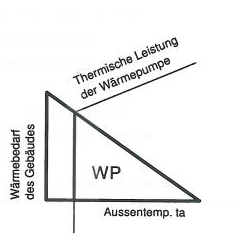 Thermische Leistung
der Wärmepumpe
Wärmebedarf
des Gebäudes
WP
Aussentemp. ta